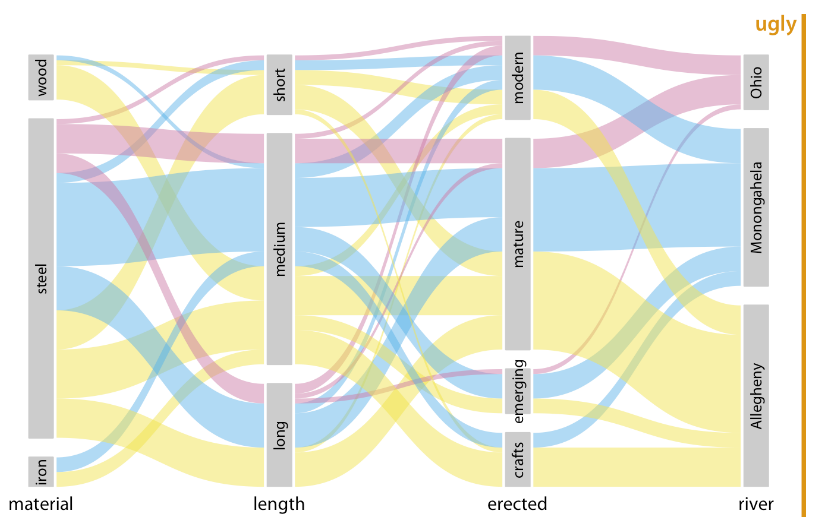 ugly
wood
steel
iron
short
medium
long
modern
mature
emerging
crafts
Ohio
Monongahela
Allegheny
material
length
erected
river